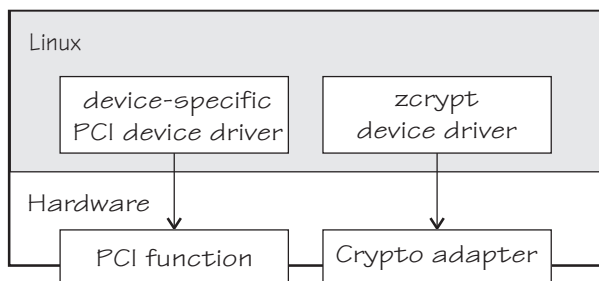 Linux
device-specific
PCI device driver
zcrypt
device driver
Hardware
PCI function
Crypto adapter